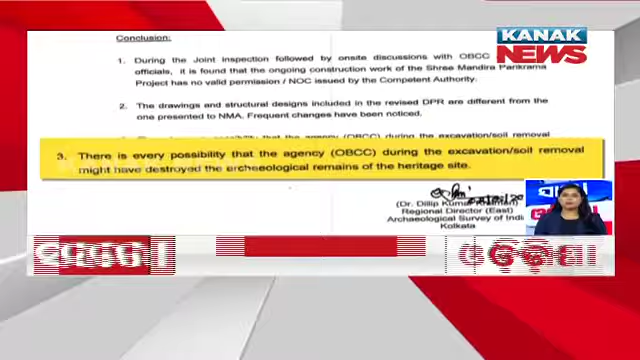 KANAK
NEWS
Conclusion:
1. During the Joint inspection followed by onsite discussions with OBCC
officials, it is found that the ongoing construction work of the Shree Mandira Parikrama
Project has no valid permission / NOC issued by the Competent Authority.
2. The drawings and structural designs included in the revised DPR are different from the
one presented to NMA. Frequent changes have been noticed.
3. There is every possibility that the agency (OBCC) during the excavation/soil removal
might have destroyed the archaeological remains of the heritage site.
(Dr. Dillip Kumar
Regional Director (East)
Archaeological Survey of Indi
Kolkata